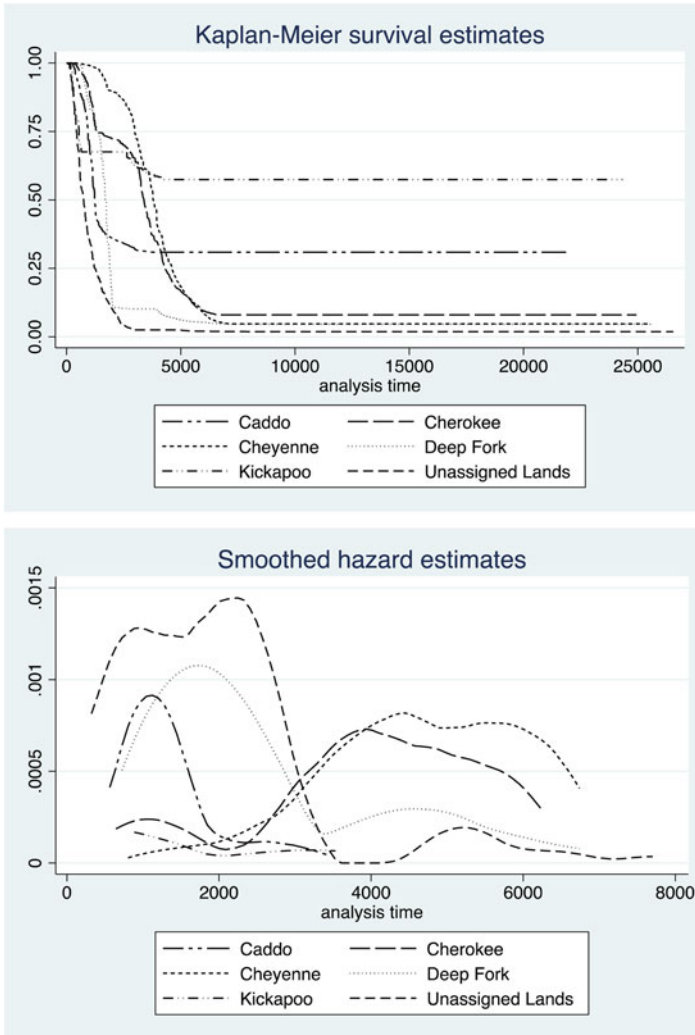 Kaplan-Meier survival estimates
1.00
0.75
0.50
0.25
0.00
0 5000 10000 15000 20000 25000
analysis time
Caddo Cherokee
Cheyenne Deep Fork
Kickapoo Unassigned Lands
Smoothed hazard estimates
.0015
.001
.0005
0
0 2000 4000 6000 8000
analysis time
Caddo Cherokee
Cheyenne Deep Fork
Kickapoo Unassigned Lands